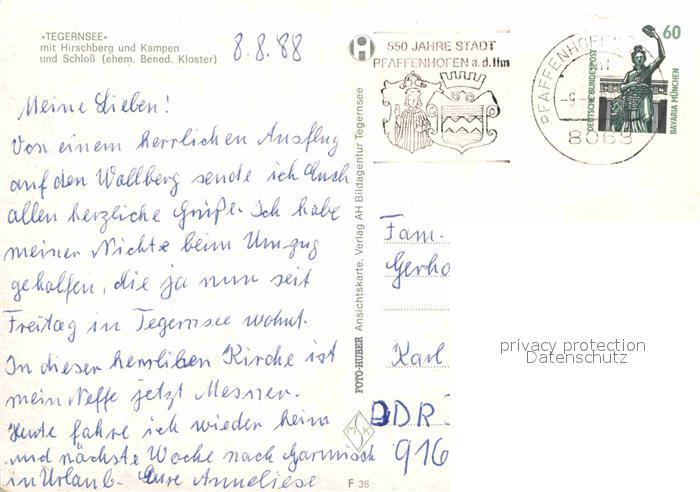 »TEGERNSEE«
mit Hirschberg und Kampen
und Schloß (ehem. Bened. Kloster)
8.8.88
Meine Lieben!
Von einem herrlichen Ausflug
auf den Wallberg sende ich Euch
allen herzliche Grüße. Ich habe
meiner Nichte beim Umzug
geholfen, die ja nun seit
Freitag in Tegernsee wohnt.
In dieser herrlichen Kirche ist
mein Neffe jetzt Mesner.
Heute fahre ich wieder heim
und nächste Woche nach Garmisch
in Urlaub. Eure Anneliese
FOTO-HUBER Ansichtskarte, Verlag AH Bildagentur Tegernsee
F 36
550 JAHRE STADT
PFAFFENHOFEN a.d. Ilm
PFAFFENHOFEN
-9.-
8068
60
DEUTSCHE BUNDESPOST
BAVARIA MÜNCHEN
Fam.
Gerho
Karl
DDR
916
privacy protection
Datenschutz